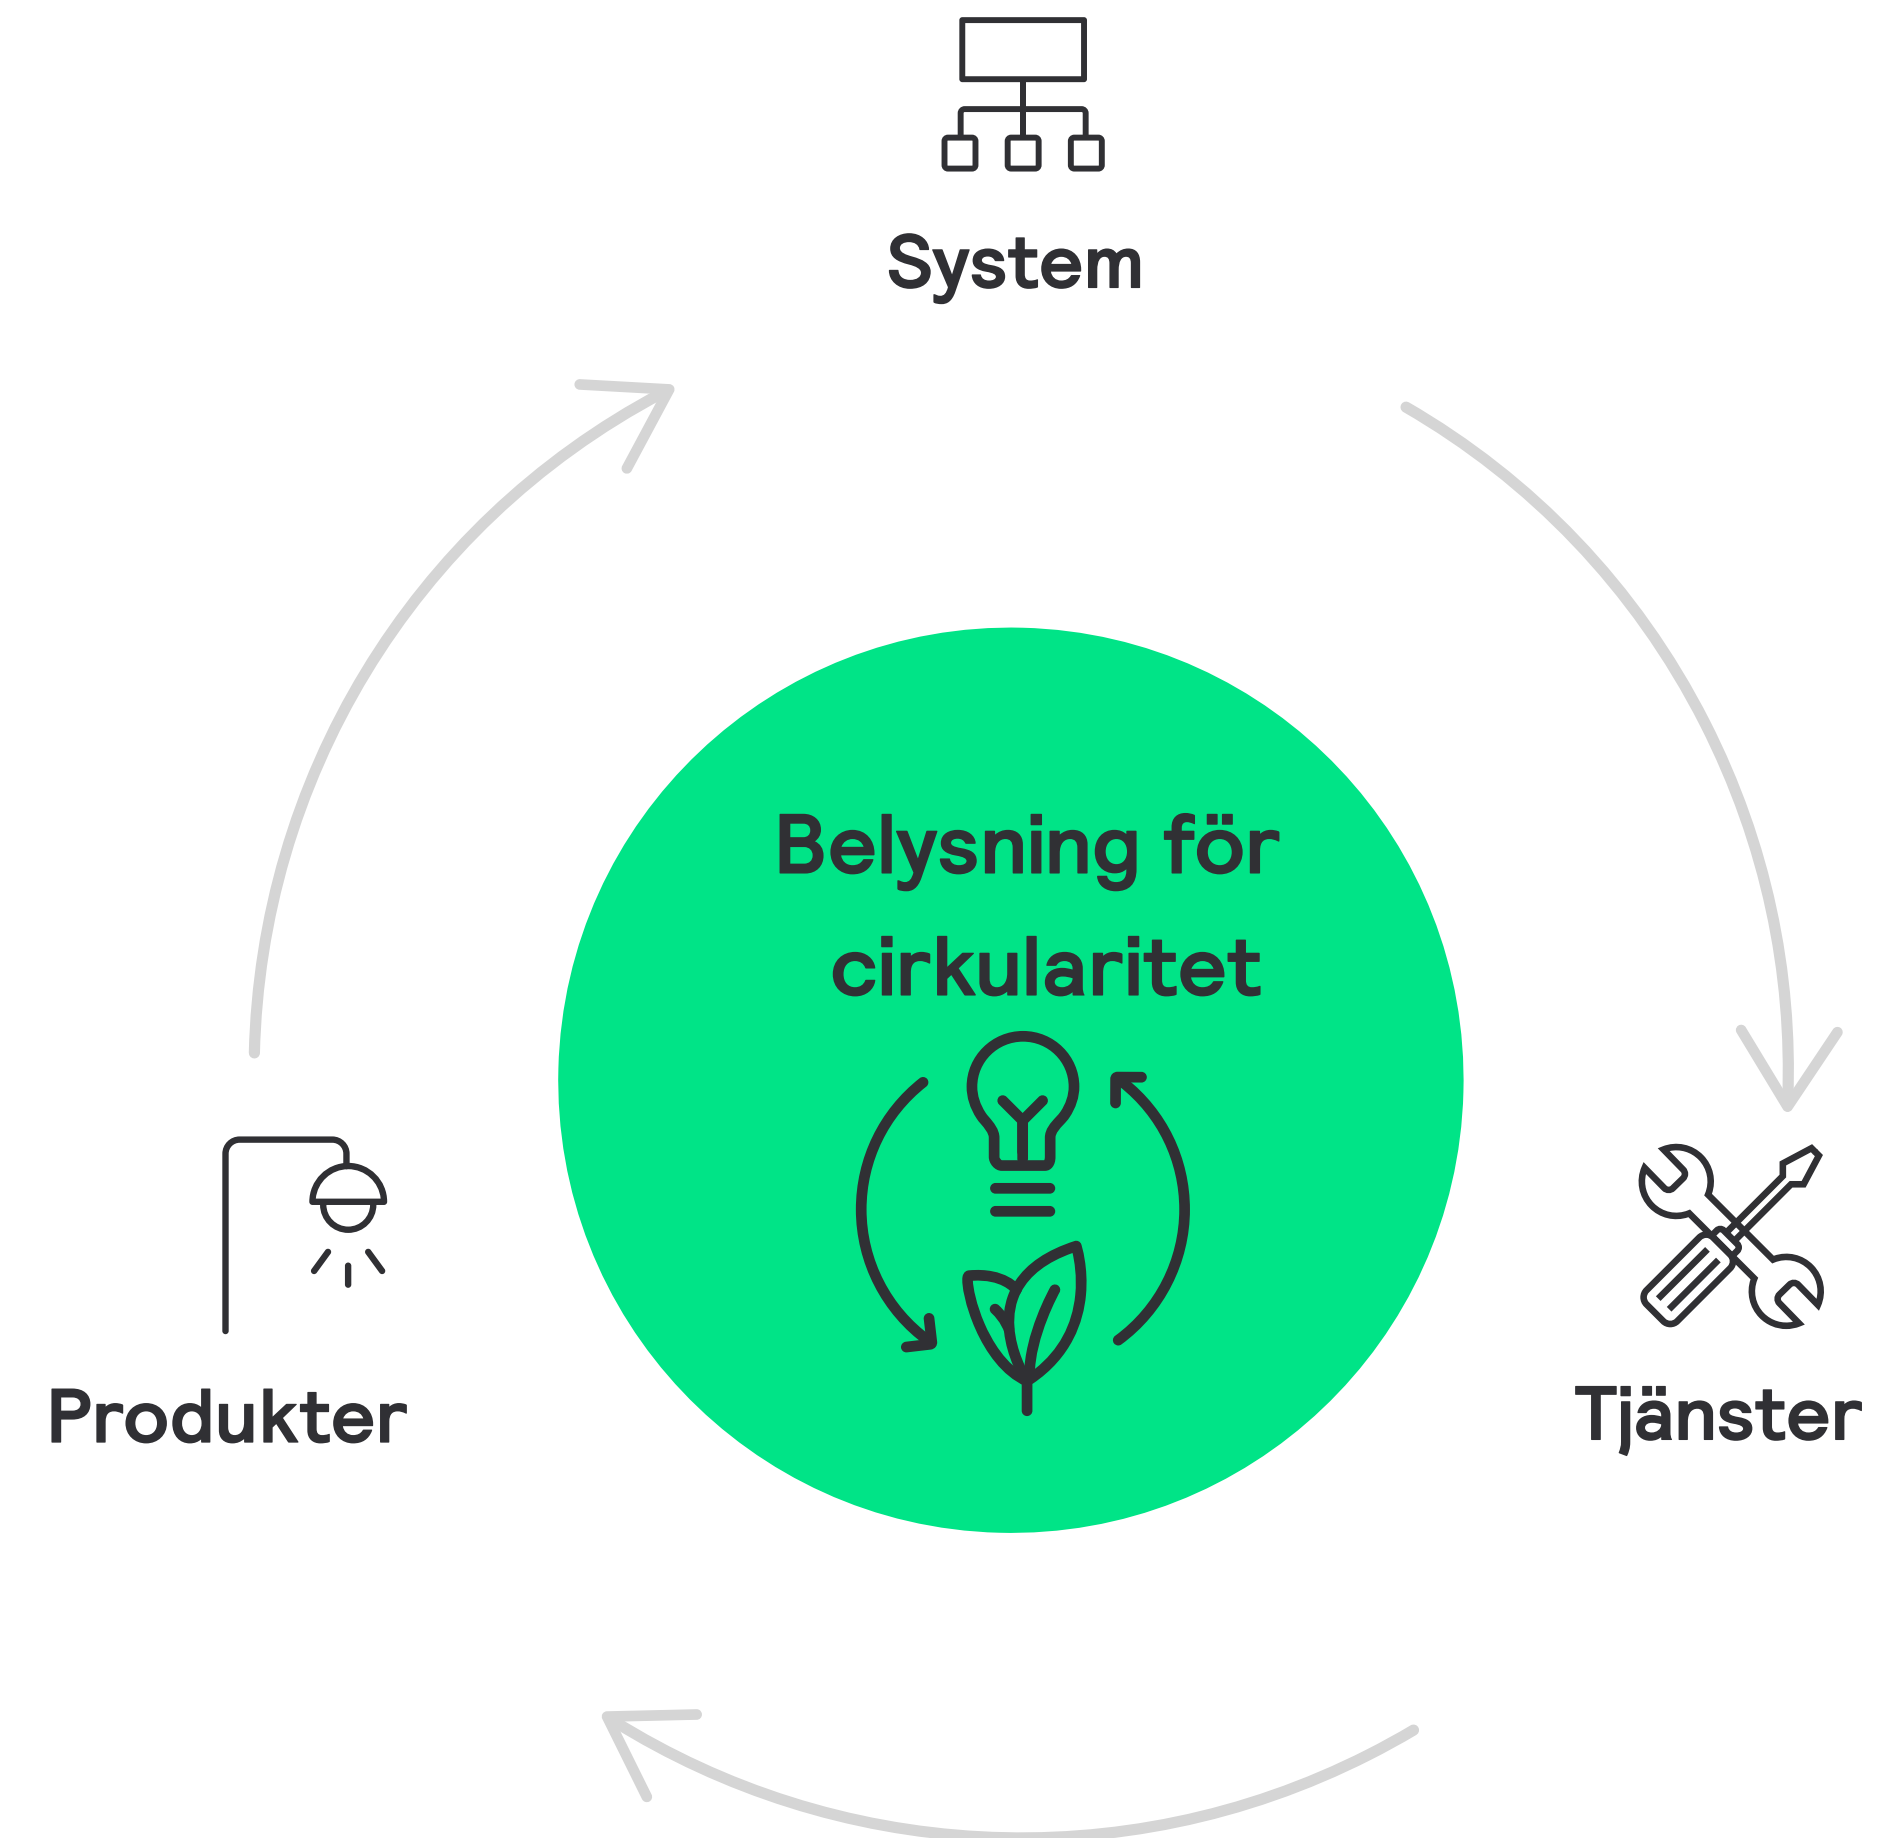 System
Belysning för
cirkularitet
Produkter
Tjänster